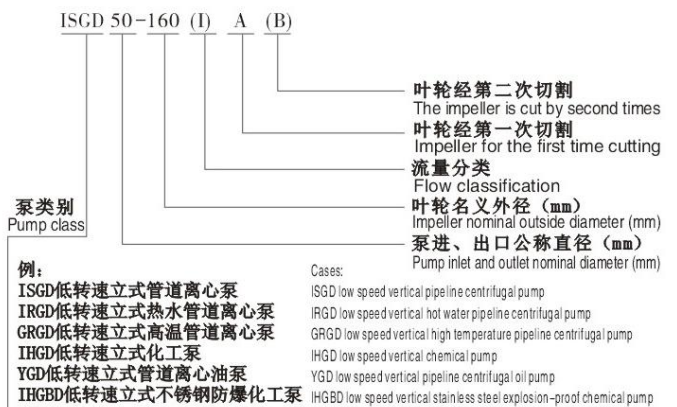 ISGD 50-160 (I) A (B)
叶轮经第二次切割
The impeller is cut by second times
叶轮经第一次切割
Impeller for the first time cutting
流量分类
Flow classification
叶轮名义外径（mm）
Impeller nominal outside diameter (mm)
泵进、出口公称直径（mm）
Pump inlet and outlet nominal diameter (mm)
泵类别
Pump class
例：
Cases:
ISGD低转速立式管道离心泵
ISGD low speed vertical pipeline centrifugal pump
IRGD低转速立式热水管道离心泵
IRGD low speed vertical hot water pipeline centrifugal pump
GRGD低转速立式高温管道离心泵
GRGD low speed vertical high temperature pipeline centrifugal pump
IHGD低转速立式化工泵
IHGD low speed vertical chemical pump
YGD低转速立式管道离心油泵
YGD low speed vertical pipeline centrifugal oil pump
IHGBD低转速立式不锈钢防爆化工泵
IHGBD low speed vertical stainless steel explosion-proof chemical pump